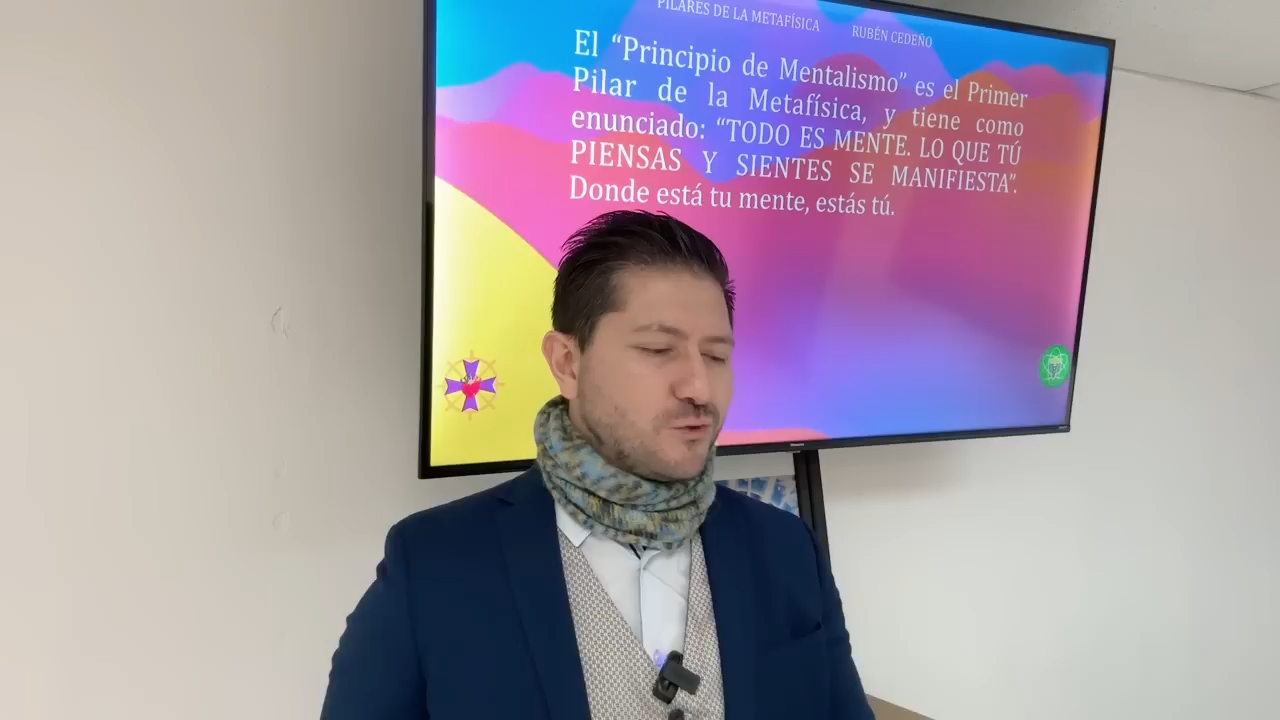 PILARES DE LA METAFÍSICA RUBÉN CEDEÑO
El “Principio de Mentalismo” es el Primer
Pilar de la Metafísica, y tiene como
enunciado: “TODO ES MENTE. LO QUE TÚ
PIENSAS Y SIENTES SE MANIFIESTA”.
Donde está tu mente, estás tú.